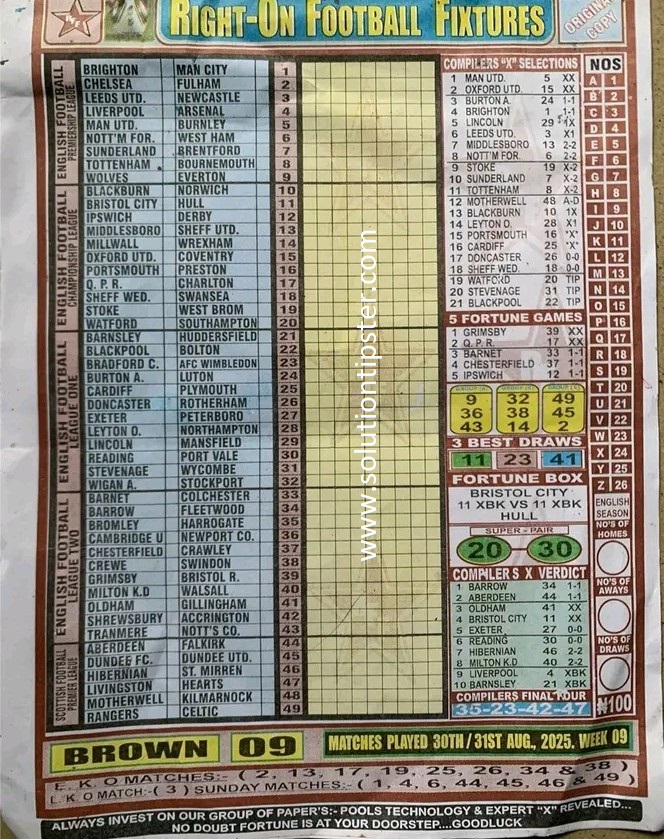 RIGHT-ON FOOTBALL FIXTURES
ORIGINAL COPY
ENGLISH FOOTBALL PREMIERSHIP LEAGUE
BRIGHTON MAN CITY 1
CHELSEA FULHAM 2
LEEDS UTD. NEWCASTLE 3
LIVERPOOL ARSENAL 4
MAN UTD. BURNLEY 5
NOTT'M FOR. WEST HAM 6
SUNDERLAND BRENTFORD 7
TOTTENHAM BOURNEMOUTH 8
WOLVES EVERTON 9
ENGLISH FOOTBALL CHAMPIONSHIP LEAGUE
BLACKBURN NORWICH 10
BRISTOL CITY HULL 11
IPSWICH DERBY 12
MIDDLESBORO SHEFF UTD. 13
MILLWALL WREXHAM 14
OXFORD UTD. COVENTRY 15
PORTSMOUTH PRESTON 16
Q. P. R. CHARLTON 17
SHEFF WED. SWANSEA 18
STOKE WEST BROM 19
WATFORD SOUTHAMPTON 20
ENGLISH FOOTBALL LEAGUE ONE
BARNSLEY HUDDERSFIELD 21
BLACKPOOL BOLTON 22
BRADFORD C. AFC WIMBLEDON 23
BURTON A. LUTON 24
CARDIFF PLYMOUTH 25
DONCASTER ROTHERHAM 26
EXETER PETERBORO 27
LEYTON O. NORTHAMPTON 28
LINCOLN MANSFIELD 29
READING PORT VALE 30
STEVENAGE WYCOMBE 31
WIGAN A. STOCKPORT 32
ENGLISH FOOTBALL LEAGUE TWO
BARNET COLCHESTER 33
BARROW FLEETWOOD 34
BROMLEY HARROGATE 35
CAMBRIDGE U NEWPORT CO. 36
CHESTERFIELD CRAWLEY 37
CREWE SWINDON 38
GRIMSBY BRISTOL R. 39
MILTON K.D WALSALL 40
OLDHAM GILLINGHAM 41
SHREWSBURY ACCRINGTON 42
TRANMERE NOTT'S CO. 43
SCOTTISH FOOTBALL PREMIER LEAGUE
ABERDEEN FALKIRK 44
DUNDEE FC. DUNDEE UTD. 45
HIBERNIAN ST. MIRREN 46
LIVINGSTON HEARTS 47
MOTHERWELL KILMARNOCK 48
RANGERS CELTIC 49
www.solutiontipster.com
COMPILERS "X" SELECTIONS
1 MAN UTD. 5 XX
2 OXFORD UTD. 15 XX
3 BURTON A. 24 1-1
4 BRIGHTON 1 1-1
5 LINCOLN 29 1X
6 LEEDS UTD. 3 X1
7 MIDDLESBORO 13 2-2
8 NOTT'M FOR. 6 2-2
9 STOKE 19 X-2
10 SUNDERLAND 7 X-2
11 TOTTENHAM 8 X-2
12 MOTHERWELL 48 A-D
13 BLACKBURN 10 1X
14 LEYTON O. 28 X1
15 PORTSMOUTH 16 "X"
16 CARDIFF 25 "X"
17 DONCASTER 26 0-0
18 SHEFF WED. 18 0-0
19 WATFORD 20 TIP
20 STEVENAGE 31 TIP
21 BLACKPOOL 22 TIP
5 FORTUNE GAMES
1 GRIMSBY 39 XX
2 Q. P. R. 17 XX
3 BARNET 33 1-1
4 CHESTERFIELD 37 1-1
5 IPSWICH 12 1-1
9 32 49
36 38 45
43 14 2
3 BEST DRAWS
11 23 41
FORTUNE BOX
BRISTOL CITY
11 XBK VS 11 XBK
HULL
SUPER - PAIR
20 30
COMPILERS X VERDICT
1 BARROW 34 1-1
2 ABERDEEN 44 1-1
3 OLDHAM 41 XX
4 BRISTOL CITY 11 XX
5 EXETER 27 0-0
6 READING 30 0-0
7 HIBERNIAN 46 2-2
8 MILTON K.D 40 2-2
9 LIVERPOOL 4 XBK
10 BARNSLEY 21 XBK
COMPILERS FINAL FOUR
35-23-42-47
NOS
A 1
B 2
C 3
D 4
E 5
F 6
G 7
H 8
I 9
J 10
K 11
L 12
M 13
N 14
O 15
P 16
Q 17
R 18
S 19
T 20
U 21
V 22
W 23
X 24
Y 25
Z 26
ENGLISH SEASON
NO'S OF HOMES
NO'S OF AWAYS
NO'S OF DRAWS
₦100
BROWN 09
MATCHES PLAYED 30TH/31ST AUG., 2025. WEEK 09
L. K. O MATCHES:- ( 2, 13, 17, 19, 25, 26, 34 & 38 )
L. K. O MATCH:- ( 3 ) SUNDAY MATCHES:- ( 1, 4, 6, 44, 45, 46 & 49 )
ALWAYS INVEST ON OUR GROUP OF PAPER'S:- POOLS TECHNOLOGY & EXPERT "X" REVEALED...
NO DOUBT FORTUNE IS AT YOUR DOORSTEP....GOODLUCK